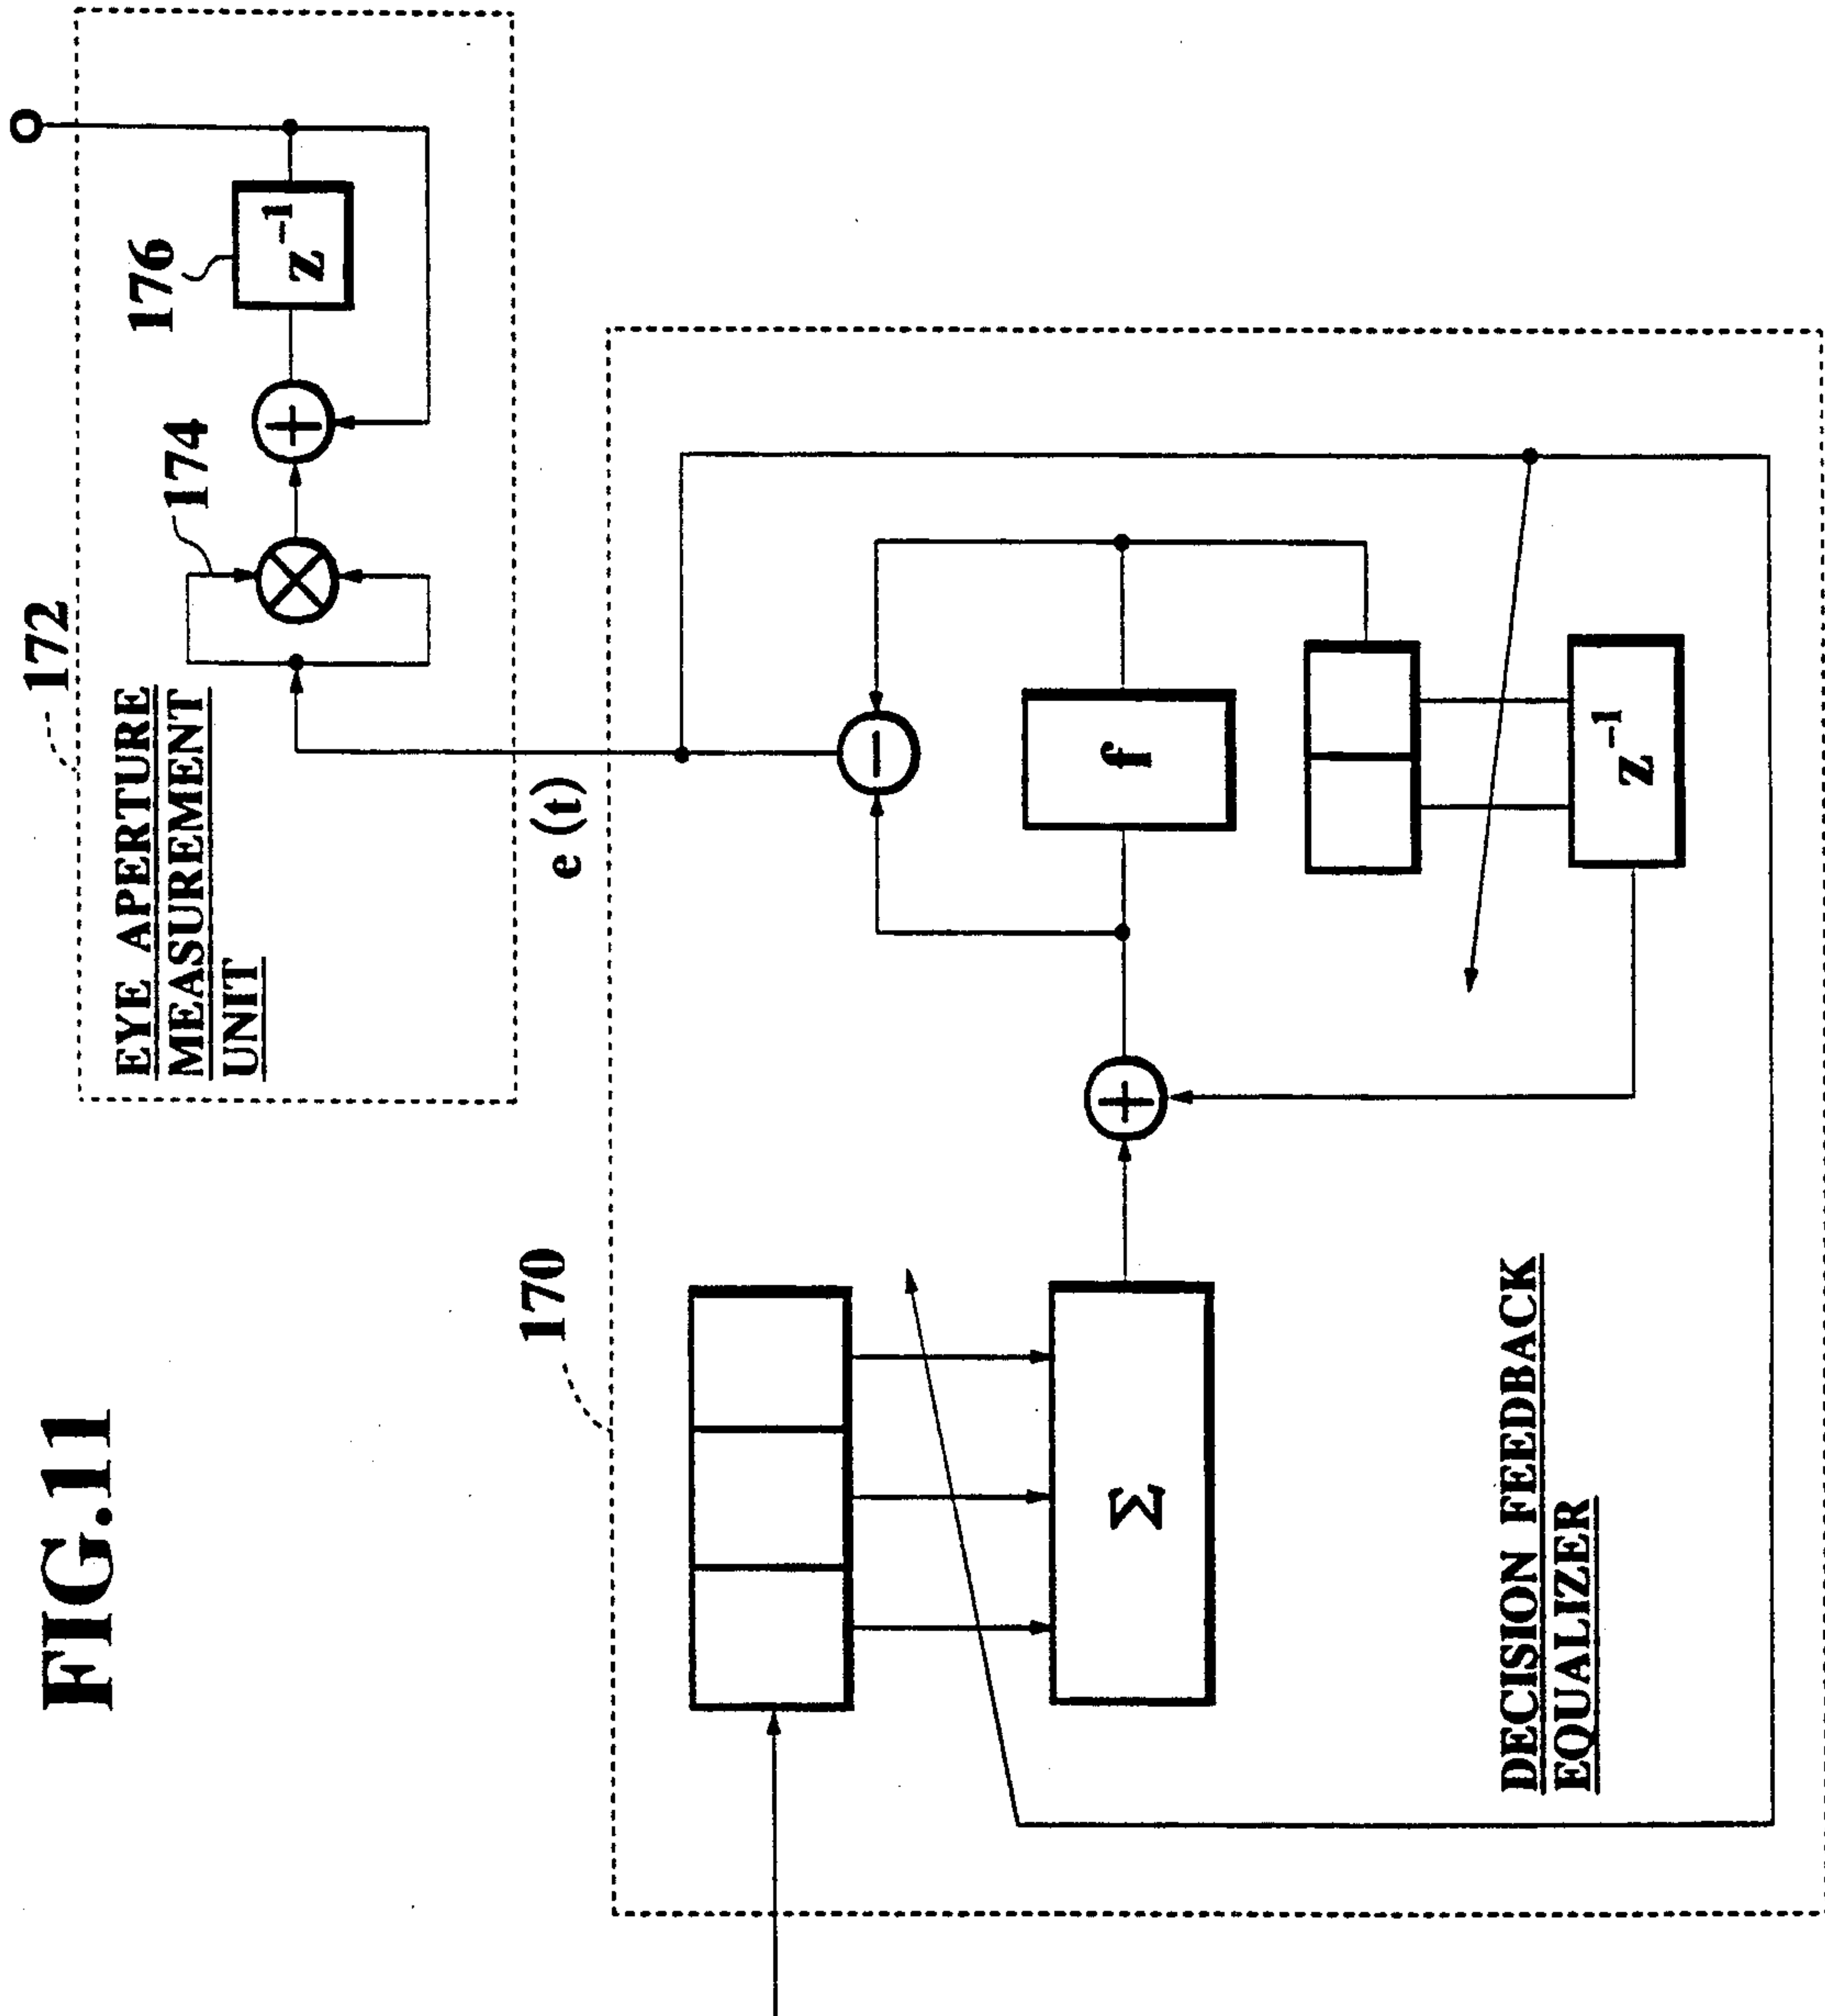 FIG.11
172
EYE APERTURE
MEASUREMENT
UNIT
174
176
+
z⁻¹
e (t)
170
Σ
+
−
f
z⁻¹
DECISION FEEDBACK
EQUALIZER